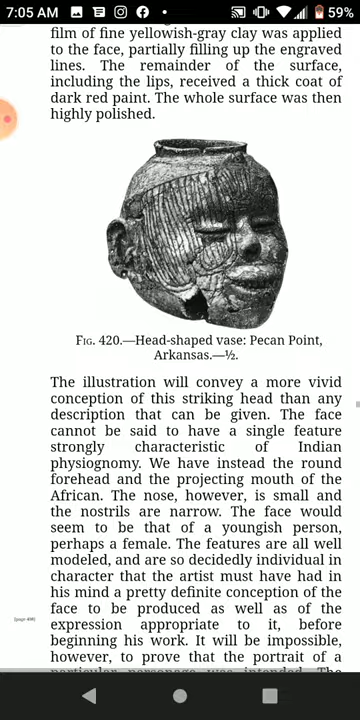 7:05 AM
59%
film of fine yellowish-gray clay was applied
to the face, partially filling up the engraved
lines. The remainder of the surface,
including the lips, received a thick coat of
dark red paint. The whole surface was then
highly polished.
FIG. 420.—Head-shaped vase: Pecan Point,
Arkansas.—½.
The illustration will convey a more vivid
conception of this striking head than any
description that can be given. The face
cannot be said to have a single feature
strongly characteristic of Indian
physiognomy. We have instead the round
forehead and the projecting mouth of the
African. The nose, however, is small and
the nostrils are narrow. The face would
seem to be that of a youngish person,
perhaps a female. The features are all well
modeled, and are so decidedly individual in
character that the artist must have had in
his mind a pretty definite conception of the
face to be produced as well as of the
expression appropriate to it, before
beginning his work. It will be impossible,
however, to prove that the portrait of a
particular personage was intended. The